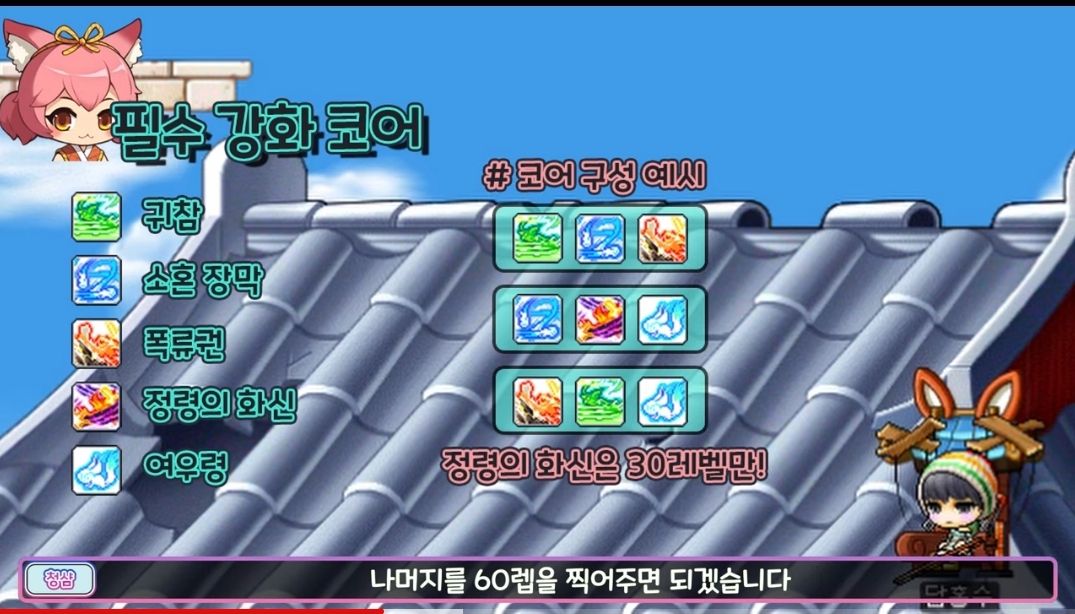 필수 강화 코어
# 코어 구성 예시
귀참
소혼 장막
폭류권
정령의 화신
여우령
정령의 화신은 30레벨만!
청샴
나머지를 60렙을 찍어주면 되겠습니다